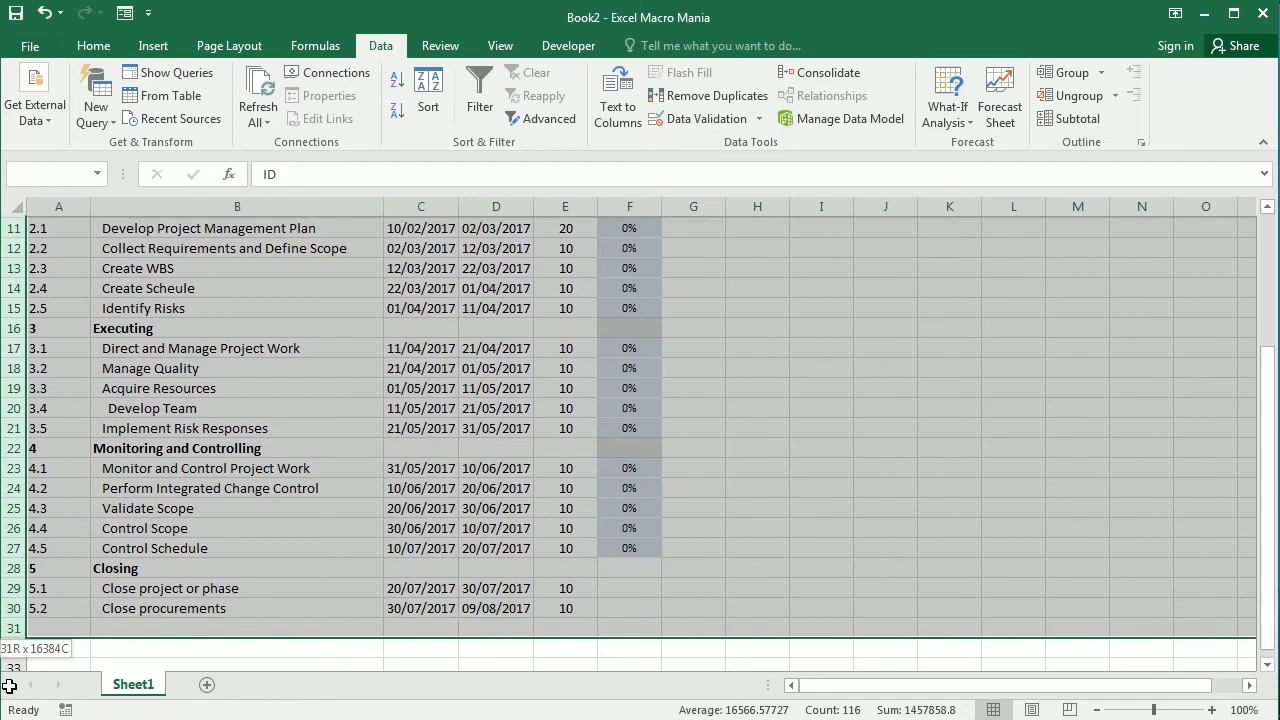 Book2 - Excel Macro Mania
File Home Insert Page Layout Formulas Data Review View Developer Tell me what you want to do... Sign in Share
Get External Data
New Query
Show Queries
From Table
Recent Sources
Get & Transform
Refresh All
Connections
Properties
Edit Links
Connections
Sort
Filter
Clear
Reapply
Advanced
Sort & Filter
Text to Columns
Flash Fill
Remove Duplicates
Data Validation
Consolidate
Relationships
Manage Data Model
Data Tools
What-If Analysis
Forecast Sheet
Forecast
Group
Ungroup
Subtotal
Outline
fx ID
A B C D E F G H I J K L M N O
11 2.1 Develop Project Management Plan 10/02/2017 02/03/2017 20 0%
12 2.2 Collect Requirements and Define Scope 02/03/2017 12/03/2017 10 0%
13 2.3 Create WBS 12/03/2017 22/03/2017 10 0%
14 2.4 Create Scheule 22/03/2017 01/04/2017 10 0%
15 2.5 Identify Risks 01/04/2017 11/04/2017 10 0%
16 3 Executing
17 3.1 Direct and Manage Project Work 11/04/2017 21/04/2017 10 0%
18 3.2 Manage Quality 21/04/2017 01/05/2017 10 0%
19 3.3 Acquire Resources 01/05/2017 11/05/2017 10 0%
20 3.4 Develop Team 11/05/2017 21/05/2017 10 0%
21 3.5 Implement Risk Responses 21/05/2017 31/05/2017 10 0%
22 4 Monitoring and Controlling
23 4.1 Monitor and Control Project Work 31/05/2017 10/06/2017 10 0%
24 4.2 Perform Integrated Change Control 10/06/2017 20/06/2017 10 0%
25 4.3 Validate Scope 20/06/2017 30/06/2017 10 0%
26 4.4 Control Scope 30/06/2017 10/07/2017 10 0%
27 4.5 Control Schedule 10/07/2017 20/07/2017 10 0%
28 5 Closing
29 5.1 Close project or phase 20/07/2017 30/07/2017 10
30 5.2 Close procurements 30/07/2017 09/08/2017 10
31
31R x 16384C
33
Sheet1
Ready Average: 16566.57727 Count: 116 Sum: 1457858.8 100%